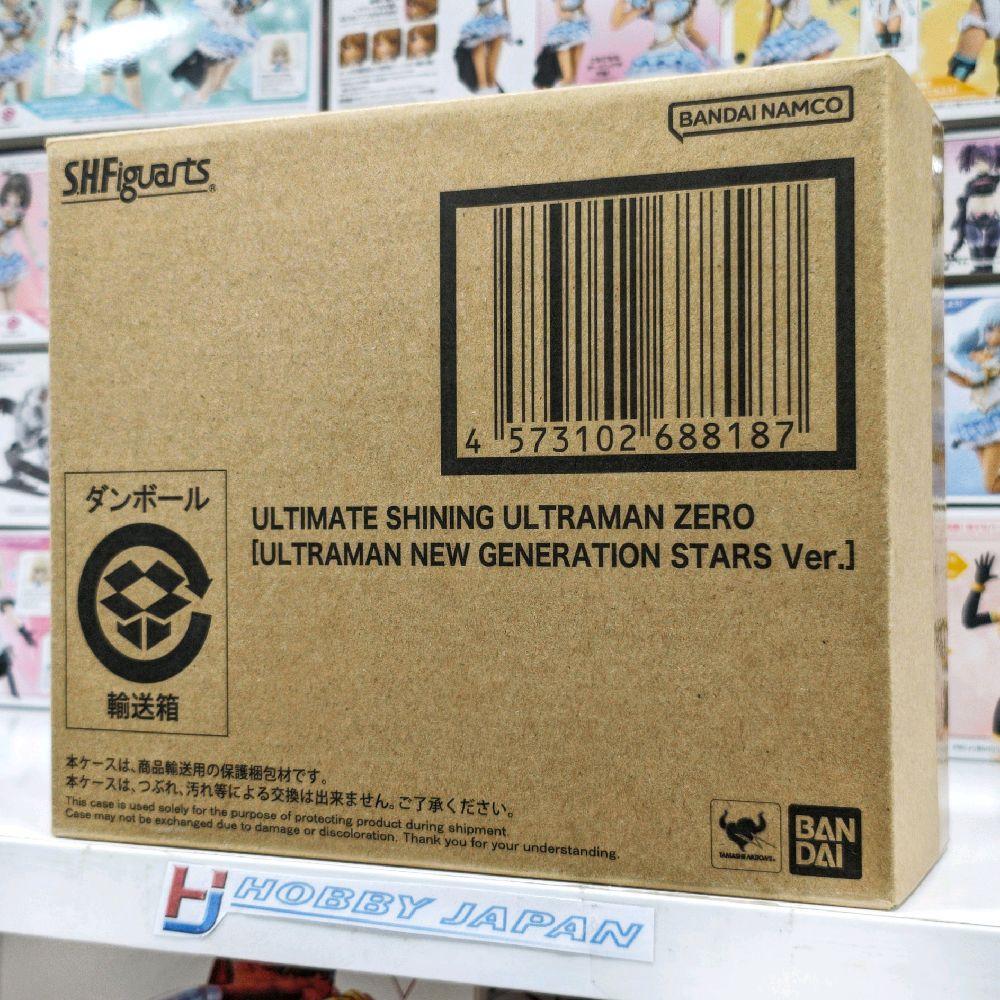 BANDAI NAMCO
S.H.Figuarts®
4 573102 688187
ダンボール
輸送箱
ULTIMATE SHINING ULTRAMAN ZERO
[ULTRAMAN NEW GENERATION STARS Ver.]
本ケースは、商品輸送用の保護梱包材です。
本ケースは、つぶれ、汚れ等による交換は出来ません。ご了承ください。
This case is used solely for the purpose of protecting product during shipment.
Case may not be exchanged due to damage or discoloration. Thank you for your understanding.
TAMASHII NATIONS
BAN
DAI
HJ HOBBY JAPAN